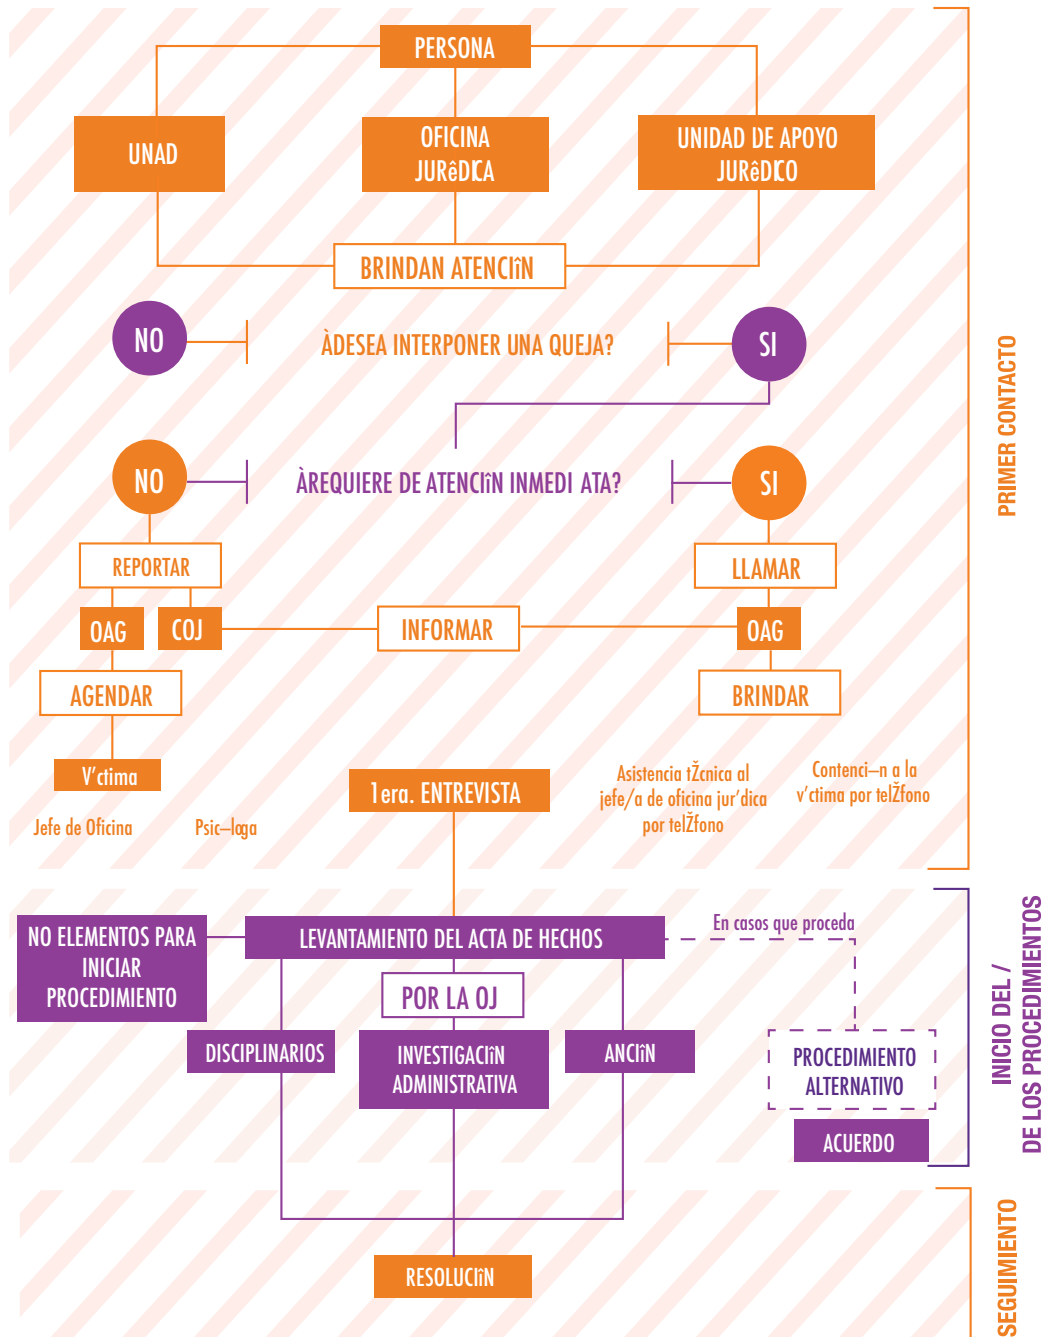 PERSONA
UNAD
OFICINA
JURêDICA
UNIDAD DE APOYO
JURêDICO
BRINDAN ATENCIîN
NO
ÀDESEA INTERPONER UNA QUEJA?
SI
NO
ÀREQUIERE DE ATENCIîN INMEDI ATA?
SI
REPORTAR
LLAMAR
OAG
COJ
INFORMAR
OAG
AGENDAR
BRINDAR
V'ctima
1era. ENTREVISTA
Asistencia tŽcnica al
jefe/a de oficina jur'dica
por telŽfono
Contenci–n a la
v'ctima por telŽfono
Jefe de Oficina
Psic–loga
PRIMER CONTACTO
NO ELEMENTOS PARA
INICIAR
PROCEDIMIENTO
LEVANTAMIENTO DEL ACTA DE HECHOS
En casos que proceda
POR LA OJ
DISCIPLINARIOS
INVESTIGACIîN
ADMINISTRATIVA
ANCIîN
PROCEDIMIENTO
ALTERNATIVO
ACUERDO
INICIO DEL /
DE LOS PROCEDIMIENTOS
RESOLUCIîN
SEGUIMIENTO